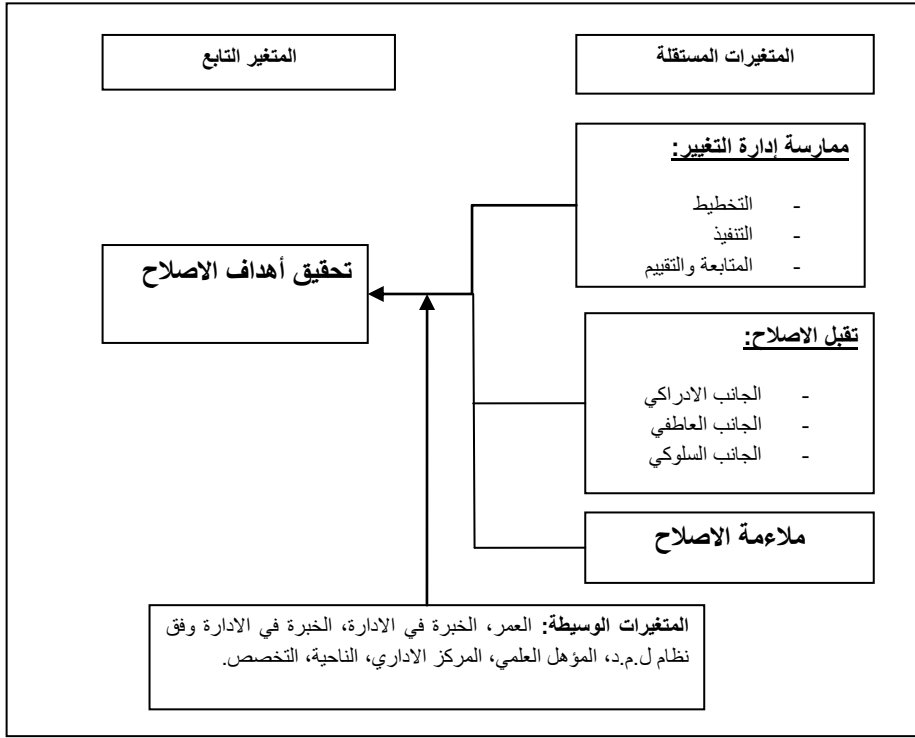 المتغيرات المستقلة
المتغير التابع
ممارسة إدارة التغيير:
- التخطيط
- التنفيذ
- المتابعة والتقييم
تحقيق أهداف الاصلاح
تقبل الاصلاح:
- الجانب الادراكي
- الجانب العاطفي
- الجانب السلوكي
ملاءمة الاصلاح
المتغيرات الوسيطة: العمر، الخبرة في الادارة، الخبرة في الادارة وفق
نظام ل.م.د، المؤهل العلمي، المركز الاداري، الناحية، التخصص.